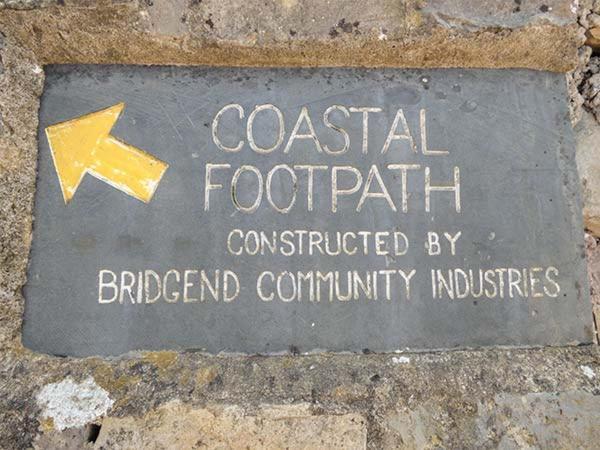 COASTAL
FOOTPATH
CONSTRUCTED BY
BRIDGEND COMMUNITY INDUSTRIES